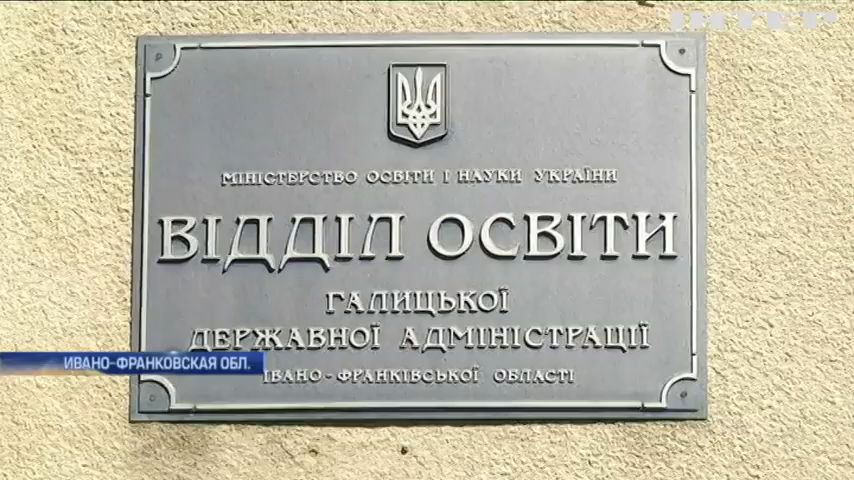 ІНТЕР
МІНІСТЕРСТВО ОСВІТИ І НАУКИ УКРАЇНИ
ВІДДІЛ ОСВІТИ
ГАЛИЦЬКОЇ
ДЕРЖАВНОЇ АДМІНІСТРАЦІЇ
ИВАНО-ФРАНКОВСКАЯ ОБЛ.
ІВАНО-ФРАНКІВСЬКОЇ ОБЛАСТІ